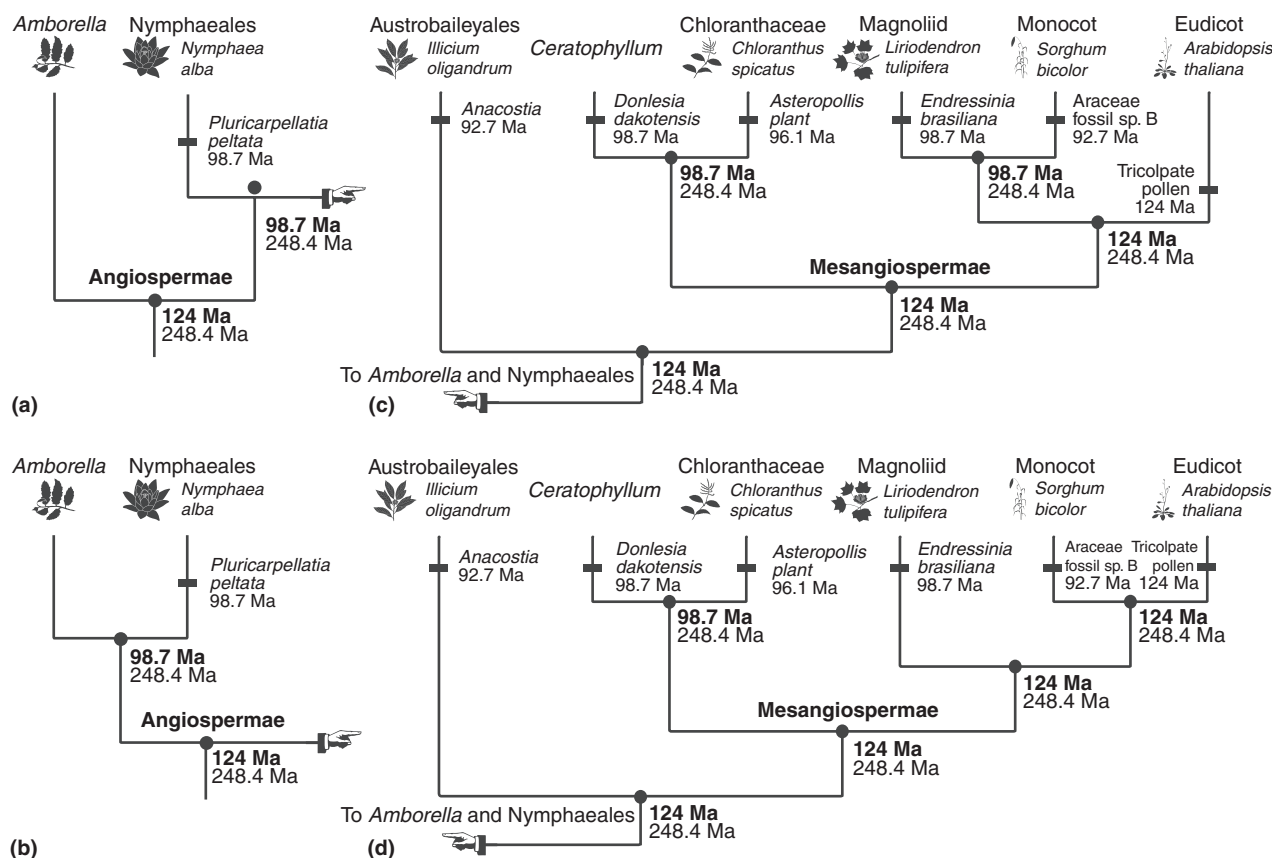 Amborella
Nymphaeales
Nymphaea
alba
Pluricarpellatia
peltata
98.7 Ma
98.7 Ma
248.4 Ma
Angiospermae
124 Ma
248.4 Ma
(a)
Austrobaileyales
Illicium
oligandrum
Ceratophyllum
Chloranthaceae
Chloranthus
spicatus
Magnoliid
Liriodendron
tulipifera
Monocot
Sorghum
bicolor
Eudicot
Arabidopsis
thaliana
Anacostia
92.7 Ma
Donlesia
dakotensis
98.7 Ma
Asteropollis
plant
96.1 Ma
Endressinia
brasiliana
98.7 Ma
Araceae
fossil sp. B
92.7 Ma
Tricolpate
pollen
124 Ma
98.7 Ma
248.4 Ma
98.7 Ma
248.4 Ma
124 Ma
248.4 Ma
Mesangiospermae
124 Ma
248.4 Ma
To Amborella and Nymphaeales
124 Ma
248.4 Ma
(c)
Amborella
Nymphaeales
Nymphaea
alba
Pluricarpellatia
peltata
98.7 Ma
98.7 Ma
248.4 Ma
Angiospermae
124 Ma
248.4 Ma
(b)
Austrobaileyales
Illicium
oligandrum
Ceratophyllum
Chloranthaceae
Chloranthus
spicatus
Magnoliid
Liriodendron
tulipifera
Monocot
Sorghum
bicolor
Eudicot
Arabidopsis
thaliana
Anacostia
92.7 Ma
Donlesia
dakotensis
98.7 Ma
Asteropollis
plant
96.1 Ma
Endressinia
brasiliana
98.7 Ma
Araceae
fossil sp. B
92.7 Ma
Tricolpate
pollen
124 Ma
98.7 Ma
248.4 Ma
124 Ma
248.4 Ma
124 Ma
248.4 Ma
Mesangiospermae
124 Ma
248.4 Ma
To Amborella and Nymphaeales
124 Ma
248.4 Ma
(d)